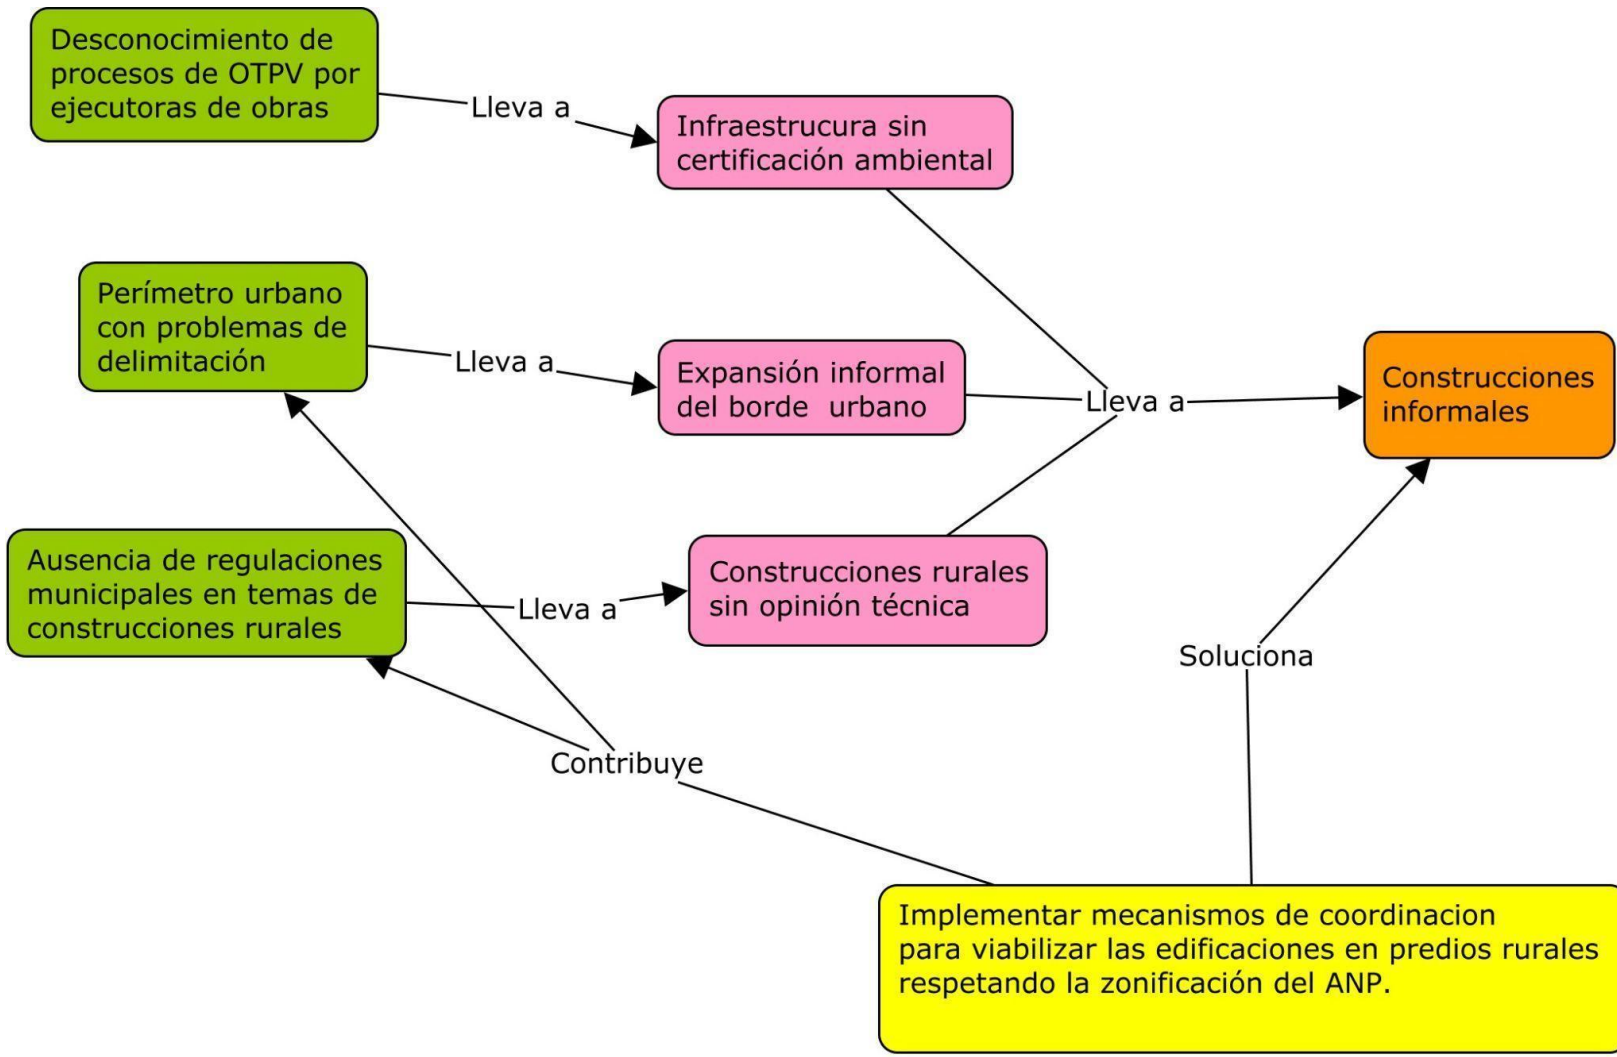 Desconocimiento de
procesos de OTPV por
ejecutoras de obras
Lleva a
Infraestrucura sin
certificación ambiental
Perímetro urbano
con problemas de
delimitación
Lleva a
Expansión informal
del borde  urbano
Lleva a
Construcciones
informales
Ausencia de regulaciones
municipales en temas de
construcciones rurales
Lleva a
Construcciones rurales
sin opinión técnica
Soluciona
Contribuye
Implementar mecanismos de coordinacion
para viabilizar las edificaciones en predios rurales
respetando la zonificación del ANP.